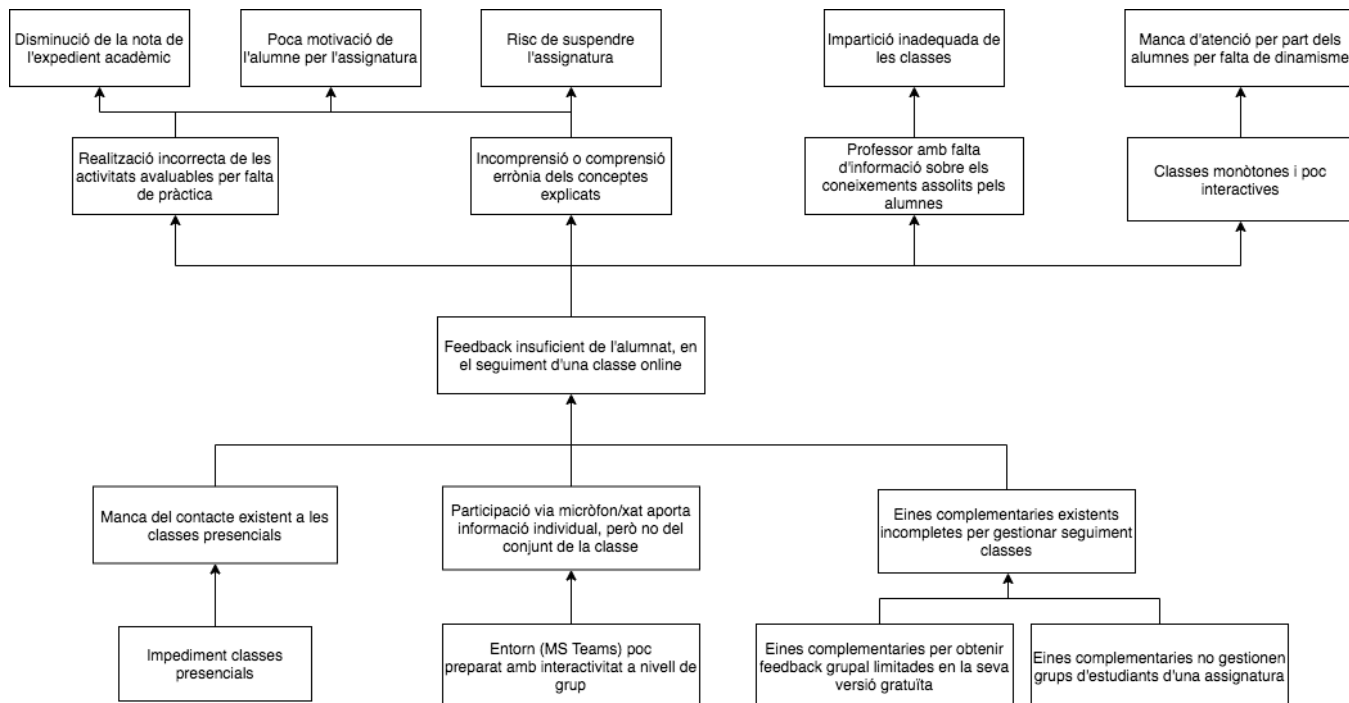 Disminució de la nota de
l'expedient acadèmic
Poca motivació de
l'alumne per l'assignatura
Risc de suspendre
l'assignatura
Impartició inadequada de
les classes
Manca d'atenció per part dels
alumnes per falta de dinamisme
Realització incorrecta de les
activitats avaluables per falta
de pràctica
Incomprensió o comprensió
errònia dels conceptes
explicats
Professor amb falta
d'informació sobre els
coneixements assolits pels
alumnes
Classes monòtones i poc
interactives
Feedback insuficient de l'alumnat, en
el seguiment d'una classe online
Manca del contacte existent a les
classes presencials
Participació via micròfon/xat aporta
informació individual, però no del
conjunt de la classe
Eines complementaries existents
incompletes per gestionar seguiment
classes
Impediment classes
presencials
Entorn (MS Teams) poc
preparat amb interactivitat a nivell de
grup
Eines complementaries per obtenir
feedback grupal limitades en la seva
versió gratuïta
Eines complementaries no gestionen
grups d'estudiants d'una assignatura